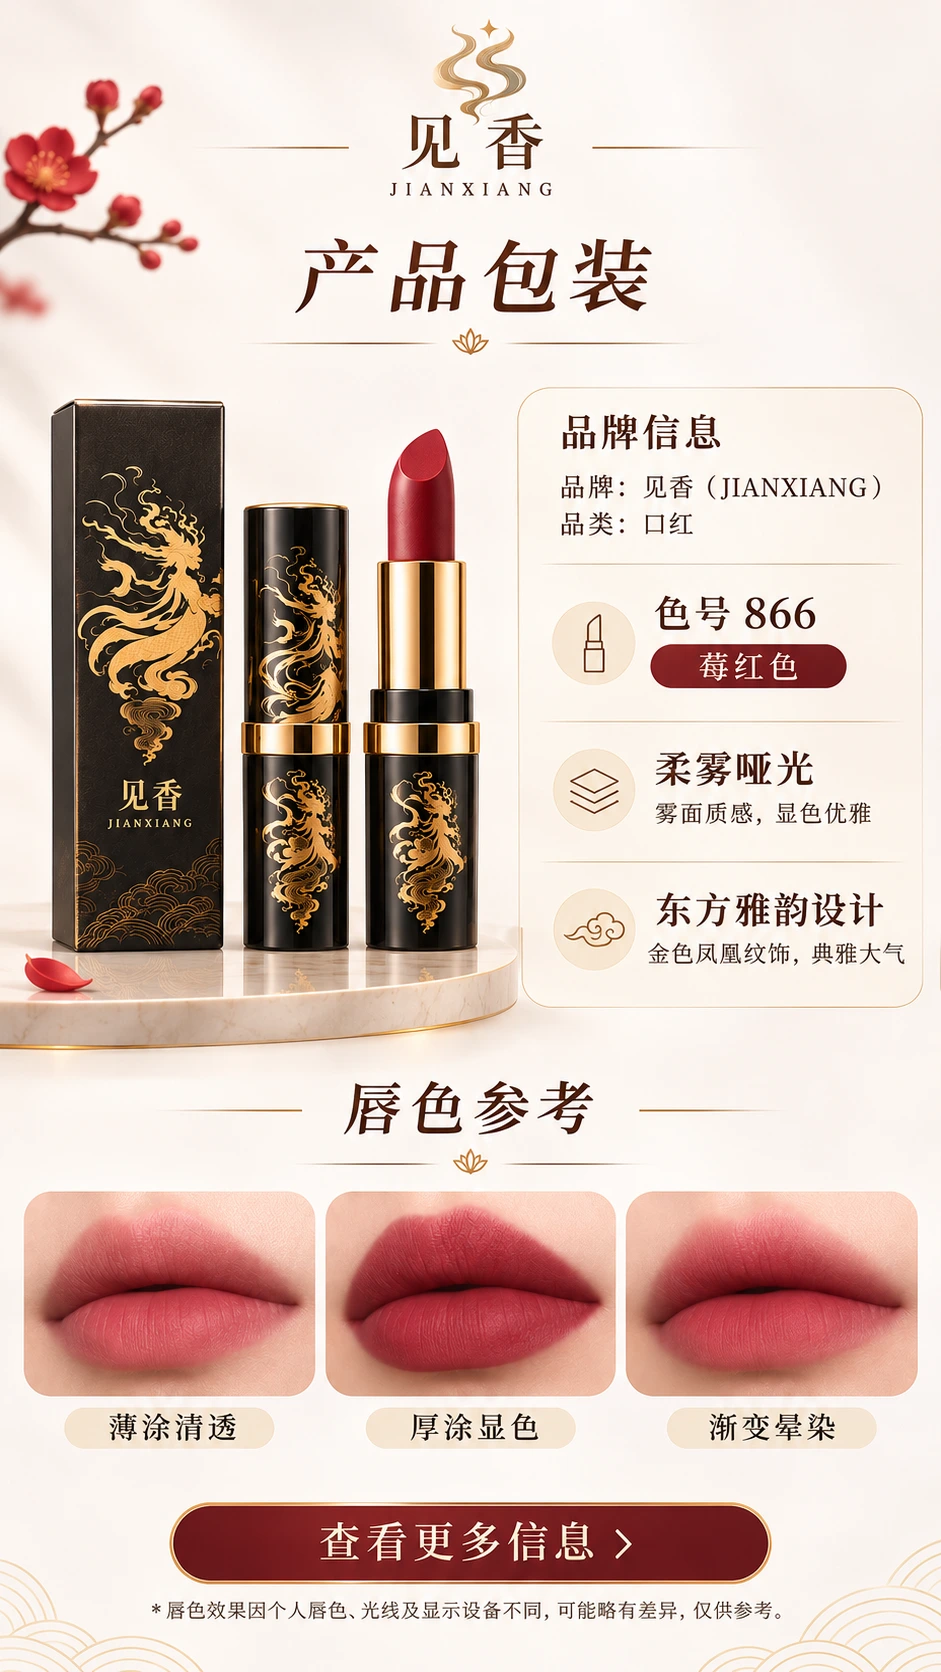 见香
JIANXIANG
产品包装
见香
JIANXIANG
品牌信息
品牌：见香（JIANXIANG）
品类：口红
色号 866
莓红色
柔雾哑光
雾面质感，显色优雅
东方雅韵设计
金色凤凰纹饰，典雅大气
唇色参考
薄涂清透
厚涂显色
渐变晕染
查看更多信息 >
*唇色效果因个人唇色、光线及显示设备不同，可能略有差异，仅供参考。